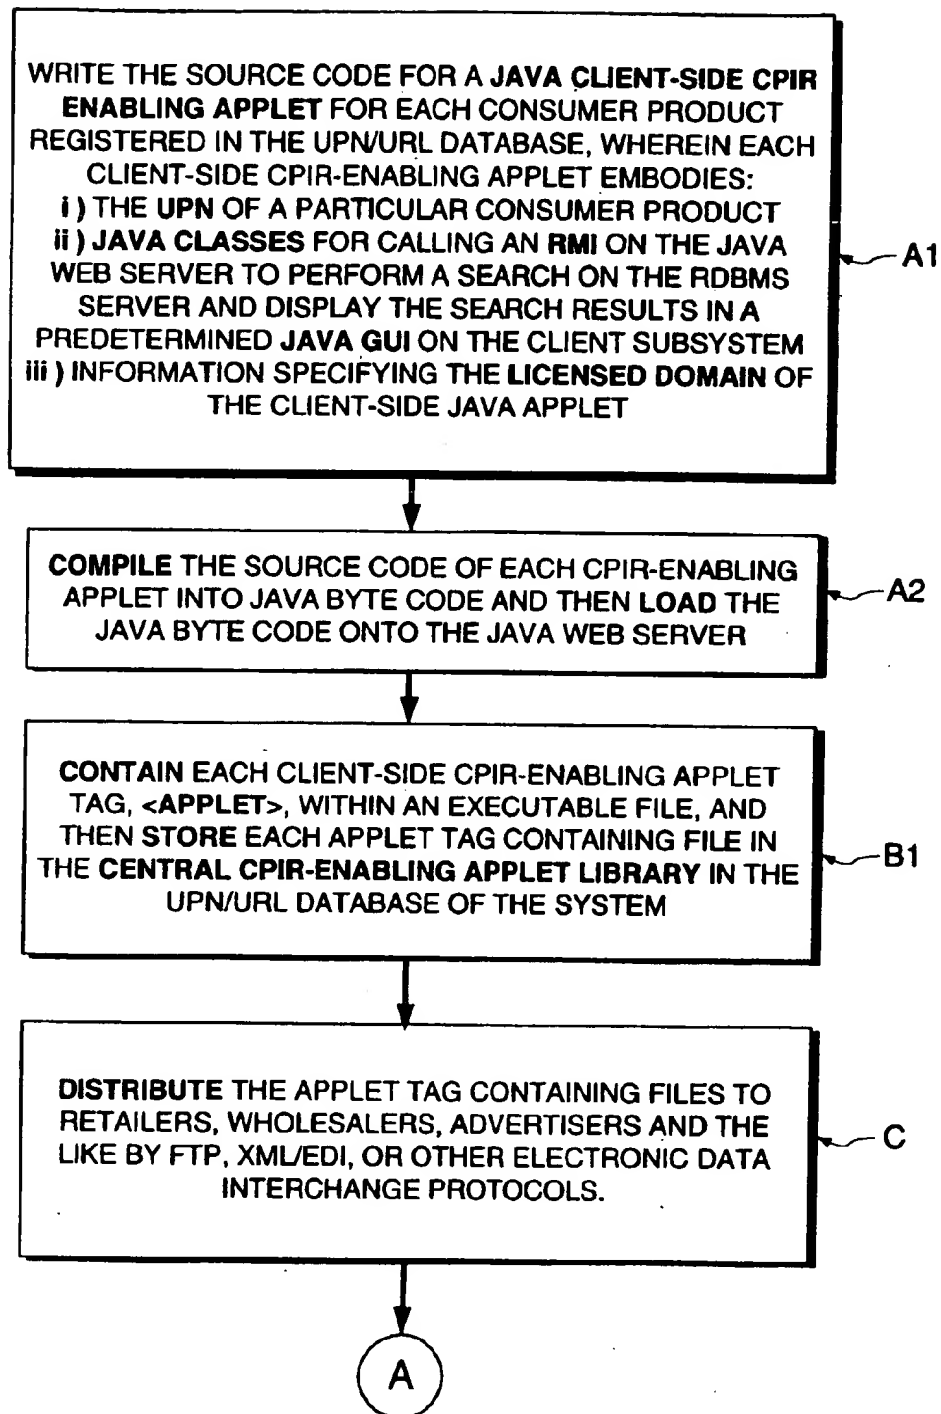 WRITE THE SOURCE CODE FOR A JAVA CLIENT-SIDE CPIR
ENABLING APPLET FOR EACH CONSUMER PRODUCT
REGISTERED IN THE UPN/URL DATABASE, WHEREIN EACH
CLIENT-SIDE CPIR-ENABLING APPLET EMBODIES:
i ) THE UPN OF A PARTICULAR CONSUMER PRODUCT
ii ) JAVA CLASSES FOR CALLING AN RMI ON THE JAVA
WEB SERVER TO PERFORM A SEARCH ON THE RDBMS
SERVER AND DISPLAY THE SEARCH RESULTS IN A
PREDETERMINED JAVA GUI ON THE CLIENT SUBSYSTEM
iii ) INFORMATION SPECIFYING THE LICENSED DOMAIN OF
THE CLIENT-SIDE JAVA APPLET
A1
COMPILE THE SOURCE CODE OF EACH CPIR-ENABLING
APPLET INTO JAVA BYTE CODE AND THEN LOAD THE
JAVA BYTE CODE ONTO THE JAVA WEB SERVER
A2
CONTAIN EACH CLIENT-SIDE CPIR-ENABLING APPLET
TAG, <APPLET>, WITHIN AN EXECUTABLE FILE, AND
THEN STORE EACH APPLET TAG CONTAINING FILE IN
THE CENTRAL CPIR-ENABLING APPLET LIBRARY IN THE
UPN/URL DATABASE OF THE SYSTEM
B1
DISTRIBUTE THE APPLET TAG CONTAINING FILES TO
RETAILERS, WHOLESALERS, ADVERTISERS AND THE
LIKE BY FTP, XML/EDI, OR OTHER ELECTRONIC DATA
INTERCHANGE PROTOCOLS.
C
A